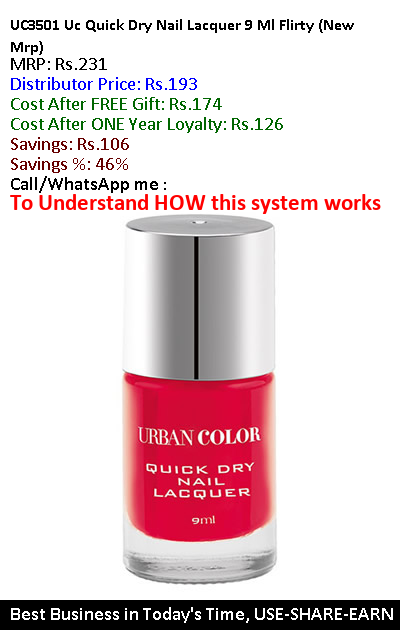 UC3501 Uc Quick Dry Nail Lacquer 9 Ml Flirty (New
Mrp)
MRP: Rs.231
Distributor Price: Rs.193
Cost After FREE Gift: Rs.174
Cost After ONE Year Loyalty: Rs.126
Savings: Rs.106
Savings %: 46%
Call/WhatsApp me :
To Understand HOW this system works
URBAN COLOR
QUICK DRY
NAIL
LACQUER
9ml
Best Business in Today's Time, USE-SHARE-EARN